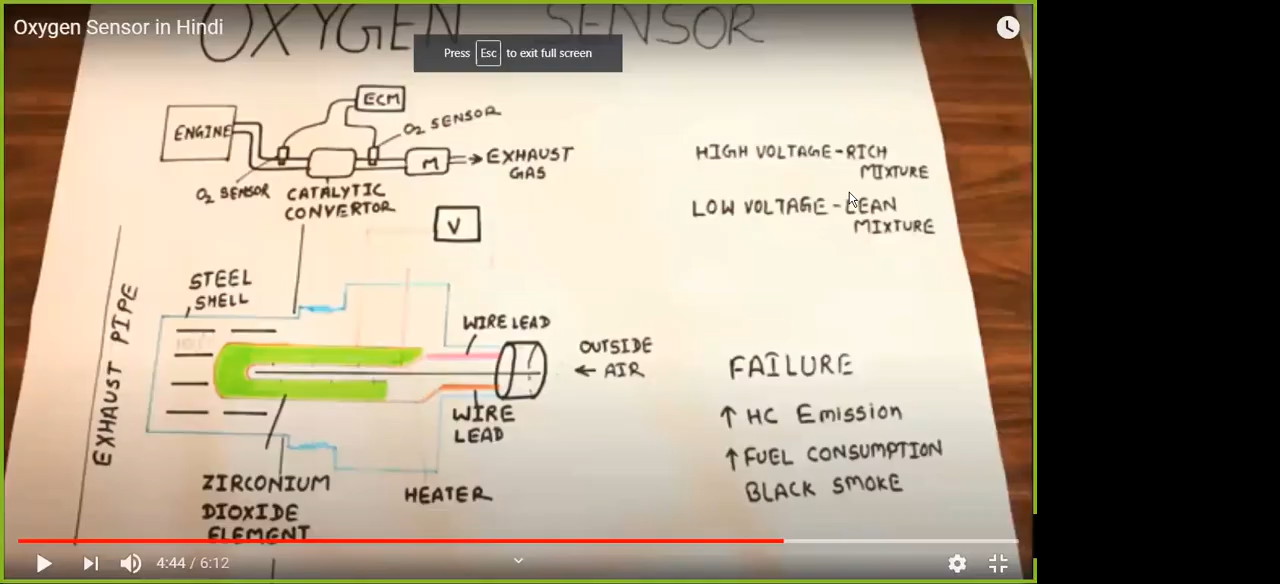 Oxygen Sensor in Hindi
OXYGEN SENSOR
Press Esc to exit full screen
ECM
ENGINE
O2 SENSOR
M
EXHAUST
GAS
O2 SENSOR
CATALYTIC
CONVERTOR
V
HIGH VOLTAGE-RICH
MIXTURE
LOW VOLTAGE-LEAN
MIXTURE
EXHAUST PIPE
STEEL
SHELL
WIRE LEAD
OUTSIDE
← AIR
WIRE
LEAD
ZIRCONIUM
DIOXIDE
ELEMENT
HEATER
FAILURE
↑ HC Emission
↑ FUEL CONSUMPTION
BLACK SMOKE
4:44 / 6:12